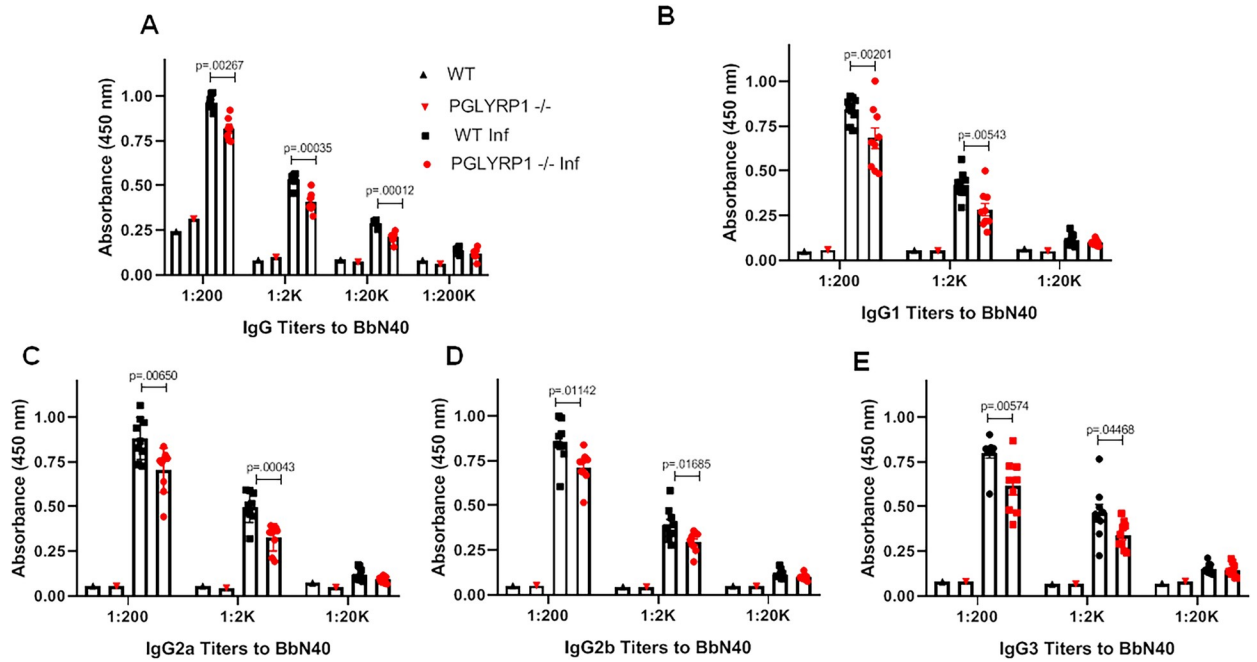 A
Absorbance (450 nm)
1.00
0.75
0.50
0.25
0.00
p=.00267
p=.00035
p=.00012
1:200 1:2K 1:20K 1:200K
IgG Titers to BbN40
WT
PGLYRP1 -/-
WT Inf
PGLYRP1 -/- Inf
B
Absorbance (450 nm)
1.00
0.75
0.50
0.25
0.00
p=.00201
p=.00543
1:200 1:2K 1:20K
IgG1 Titers to BbN40
C
Absorbance (450 nm)
1.00
0.75
0.50
0.25
0.00
p=.00650
p=.00043
1:200 1:2K 1:20K
IgG2a Titers to BbN40
D
Absorbance (450 nm)
1.00
0.75
0.50
0.25
0.00
p=.01142
p=.01685
1:200 1:2K 1:20K
IgG2b Titers to BbN40
E
Absorbance (450 nm)
1.00
0.75
0.50
0.25
0.00
p=.00574
p=.04468
1:200 1:2K 1:20K
IgG3 Titers to BbN40